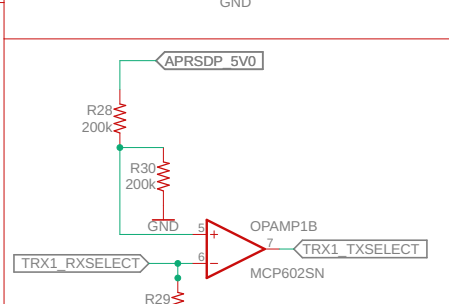 GND
APRSDP_5V0
R28
200k
R30
200k
GND
5
+
OPAMP1B
7
TRX1_TXSELECT
TRX1_RXSELECT
6
−
MCP602SN
R29